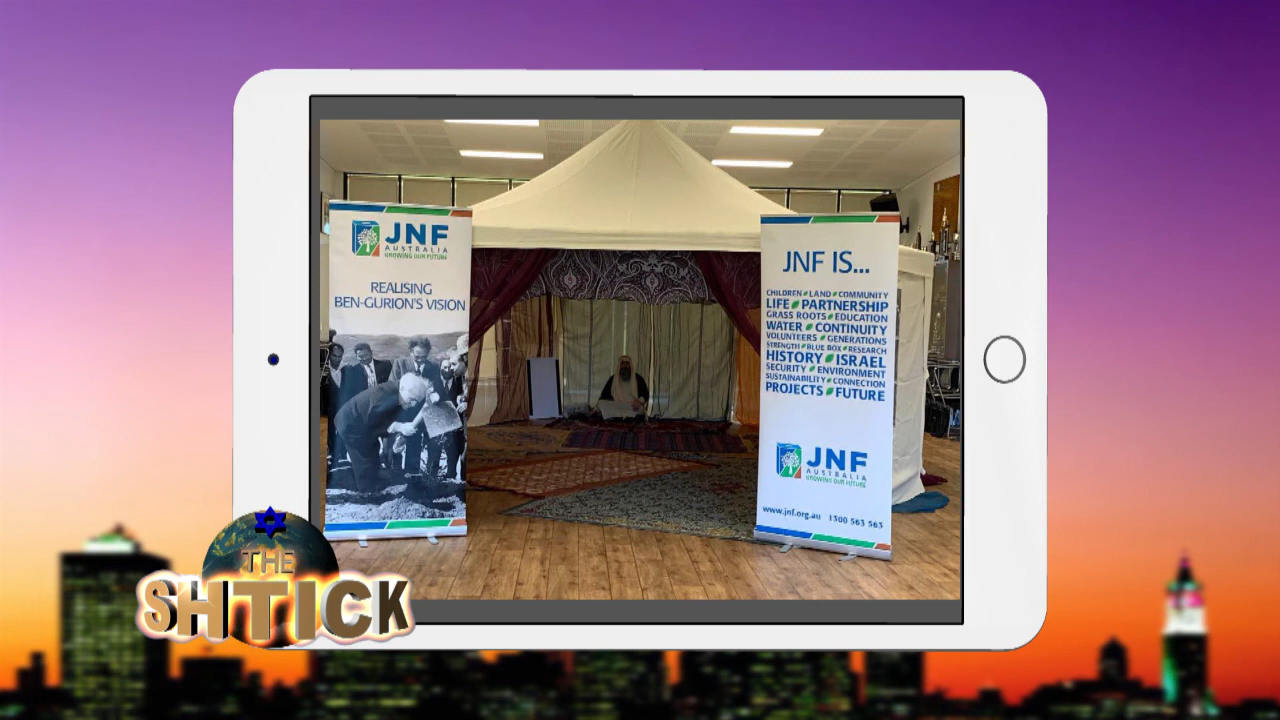 JNF
AUSTRALIA
GROWING OUR FUTURE
REALISING
BEN-GURION'S VISION
JNF IS...
CHILDREN LAND COMMUNITY
LIFE PARTNERSHIP
GRASS ROOTS EDUCATION
WATER CONTINUITY
VOLUNTEERS GENERATIONS
STRENGTH BLUE BOX RESEARCH
HISTORY ISRAEL
SECURITY ENVIRONMENT
SUSTAINABILITY CONNECTION
PROJECTS FUTURE
JNF
AUSTRALIA
GROWING OUR FUTURE
www.jnf.org.au 1300 563 563
THE
SHTICK